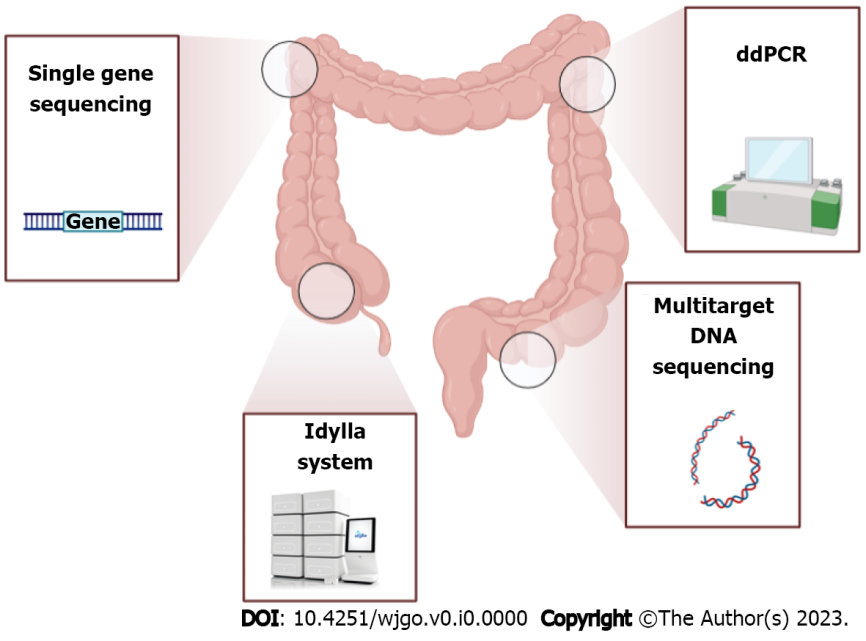 Single gene
sequencing
Gene
ddPCR
Multitarget
DNA
sequencing
Idylla
system
DOI: 10.4251/wjgo.v0.i0.0000 Copyright ©The Author(s) 2023.